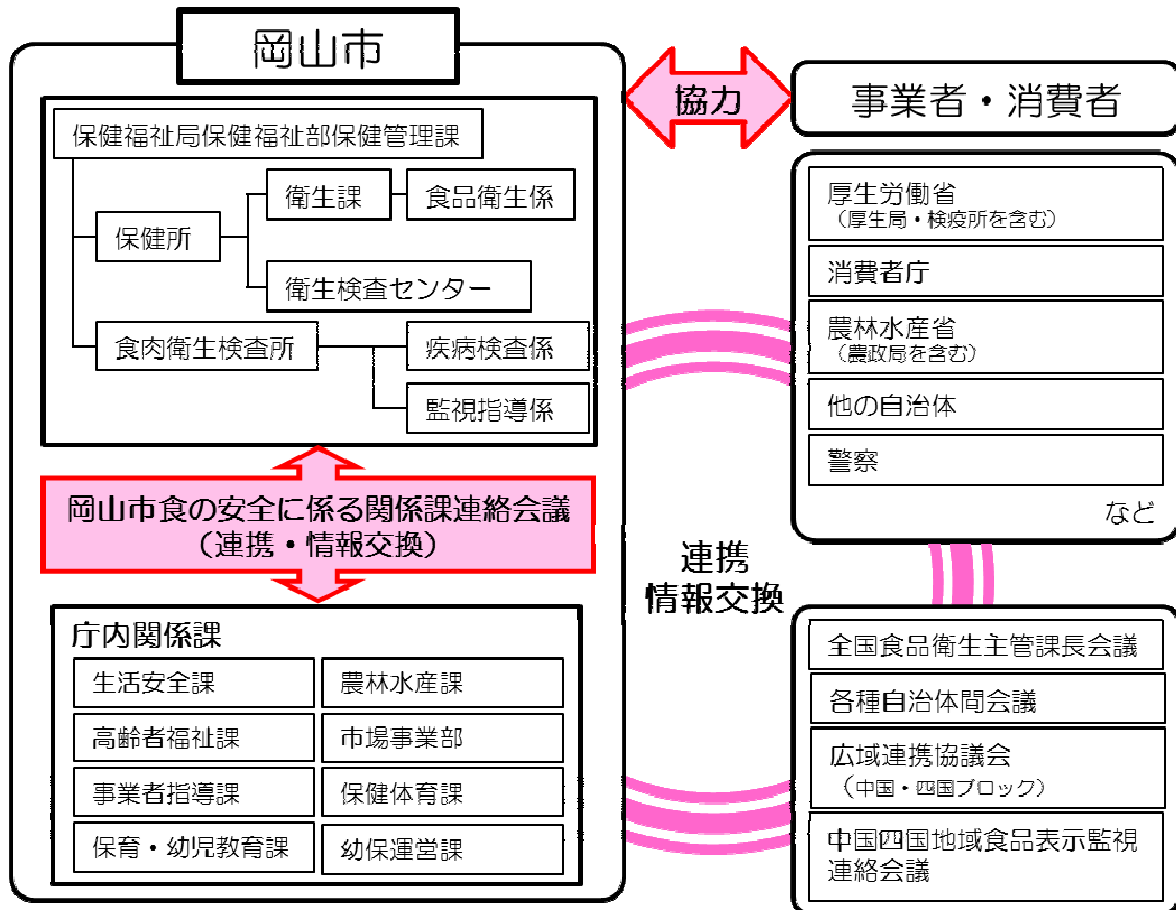 岡山市
保健福祉局保健福祉部保健管理課
保健所
衛生課
食品衛生係
衛生検査センター
食肉衛生検査所
疾病検査係
監視指導係
岡山市食の安全に係る関係課連絡会議
（連携・情報交換）
庁内関係課
生活安全課
農林水産課
高齢者福祉課
市場事業部
事業者指導課
保健体育課
保育・幼児教育課
幼保運営課
協力
事業者・消費者
厚生労働省
（厚生局・検疫所を含む）
消費者庁
農林水産省
（農政局を含む）
他の自治体
警察
など
連携
情報交換
全国食品衛生主管課長会議
各種自治体間会議
広域連携協議会
（中国・四国ブロック）
中国四国地域食品表示監視
連絡会議